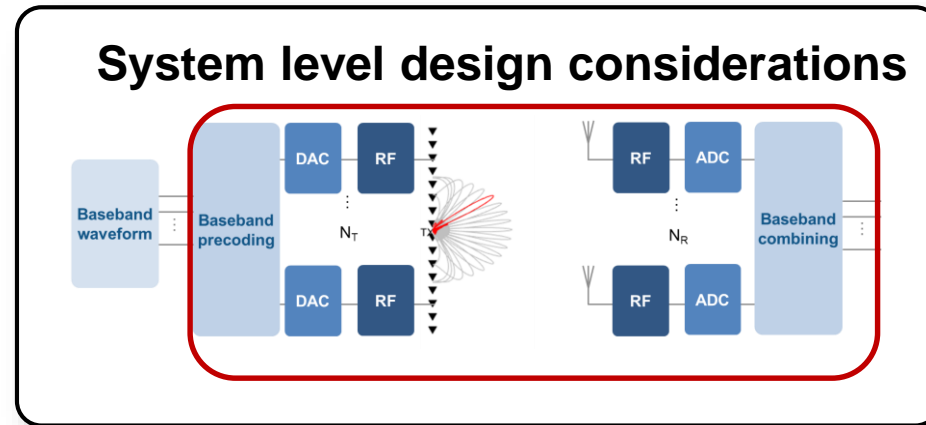 System level design considerations
Baseband
waveform
Baseband
precoding
DAC
RF
N_T
DAC
RF
TX
RF
ADC
N_R
RF
ADC
Baseband
combining